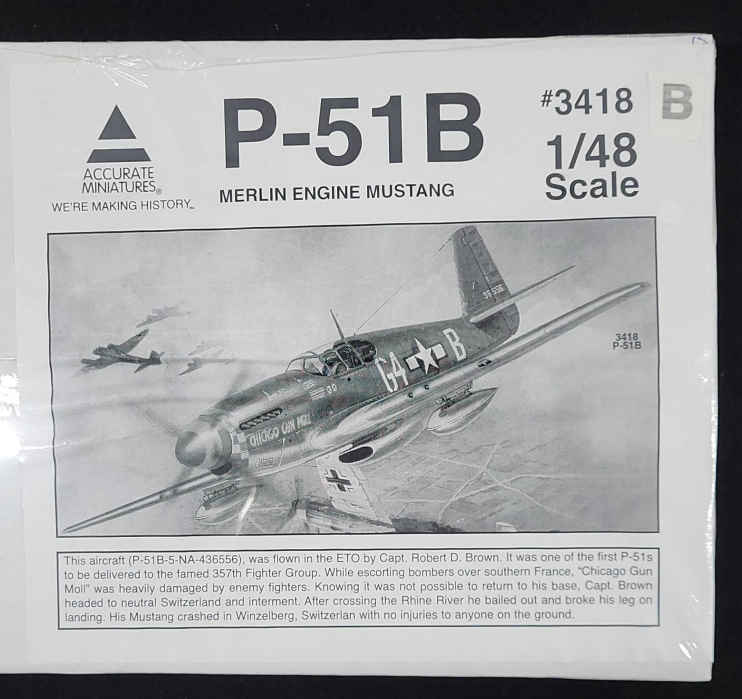 P-51B
#3418
B
1/48
Scale
ACCURATE
MINIATURES®
WE'RE MAKING HISTORY™
MERLIN ENGINE MUSTANG
3418
P-51B
G4
B
CHICAGO GUN MOLL
This aircraft (P-51B-5-NA-436556), was flown in the ETO by Capt. Robert D. Brown. It was one of the first P-51s
to be delivered to the famed 357th Fighter Group. While escorting bombers over southern France, "Chicago Gun
Moll" was heavily damaged by enemy fighters. Knowing it was not possible to return to his base, Capt. Brown
headed to neutral Switzerland and interment. After crossing the Rhine River he bailed out and broke his leg on
landing. His Mustang crashed in Winzelberg, Switzerlan with no injuries to anyone on the ground.